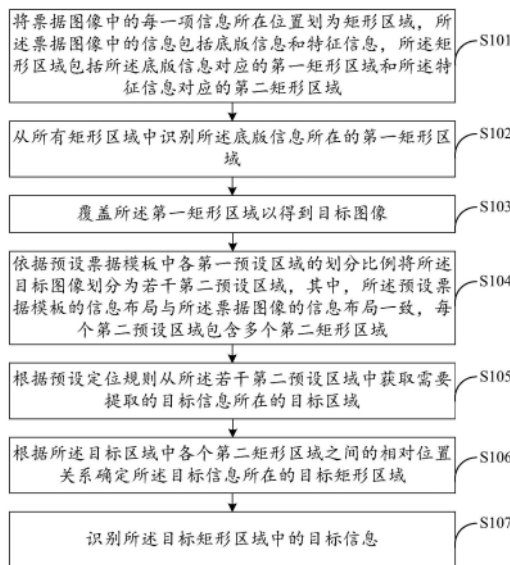 将票据图像中的每一项信息所在位置划为矩形区域，所
述票据图像中的信息包括底版信息和特征信息，所述矩
形区域包括所述底版信息对应的第一矩形区域和所述特
征信息对应的第二矩形区域
S101
从所有矩形区域中识别所述底版信息所在的第一矩形区
域
S102
覆盖所述第一矩形区域以得到目标图像
S103
依据预设票据模板中各第一预设区域的划分比例将所述
目标图像划分为若干第二预设区域，其中，所述预设票
据模板的信息布局与所述票据图像的信息布局一致，每
个第二预设区域包含多个第二矩形区域
S104
根据预设定位规则从所述若干第二预设区域中获取需要
提取的目标信息所在的目标区域
S105
根据所述目标区域中各个第二矩形区域之间的相对位置
关系确定所述目标信息所在的目标矩形区域
S106
识别所述目标矩形区域中的目标信息
S107